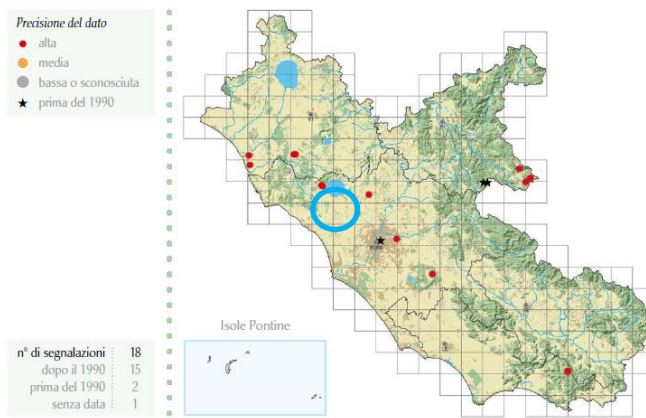 Precisione del dato
alta
media
bassa o sconosciuta
prima del 1990
Isole Pontine
n° di segnalazioni 18
dopo il 1990 15
prima del 1990 2
senza data 1